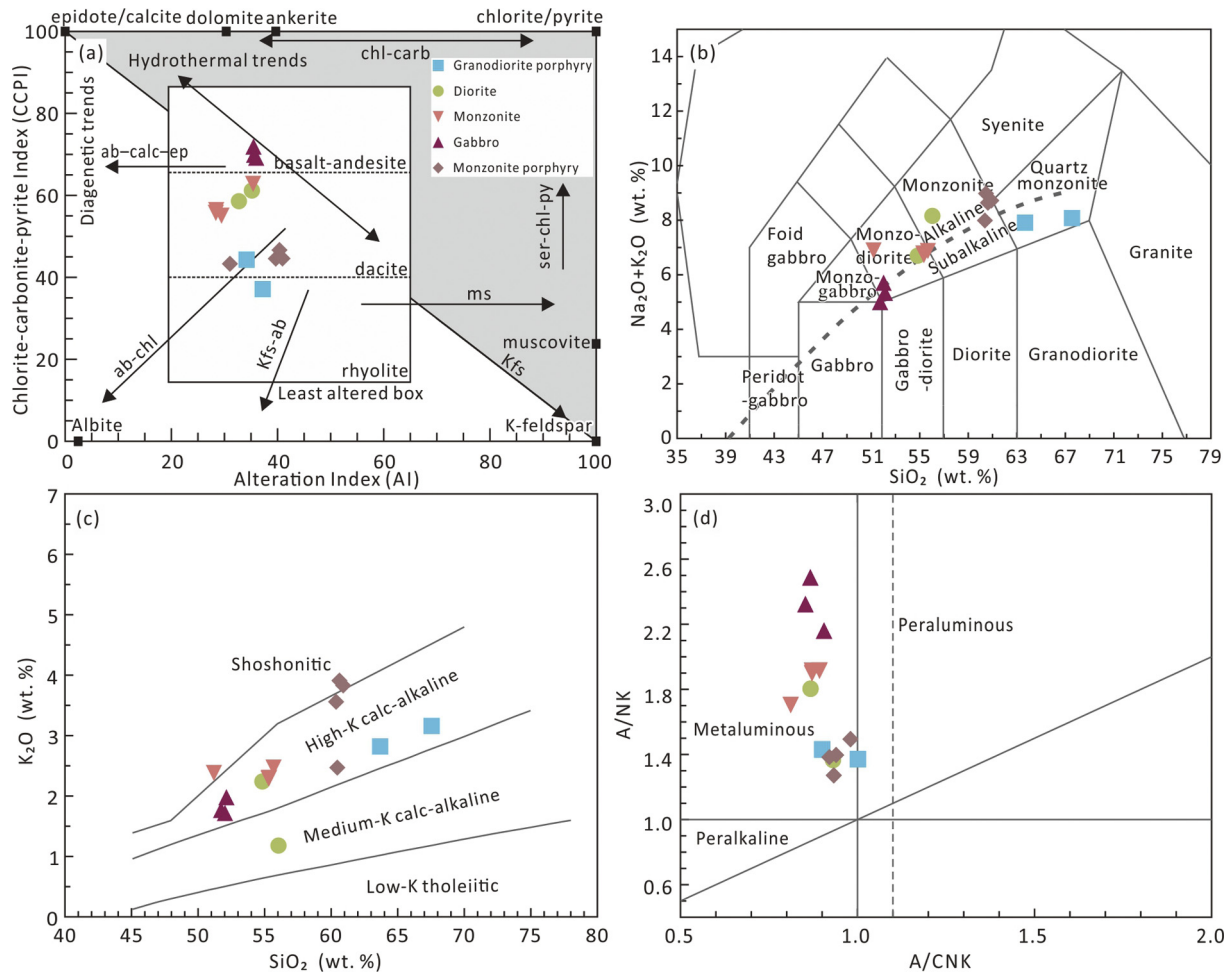 epidote/calcite dolomite ankerite chlorite/pyrite
(a)
chl-carb
Hydrothermal trends
Granodiorite porphyry
Diorite
Monzonite
Gabbro
Monzonite porphyry
Diagenetic trends
ab–calc-ep
basalt-andesite
ser-chl-py
dacite
ms
ab-chl
Kfs-ab
muscovite
rhyolite
Kfs
Least altered box
Albite
K-feldspar
Chlorite-carbonite-pyrite Index (CCPI)
100
80
60
40
20
0
0 20 40 60 80 100
Alteration Index (AI)
(b)
Na₂O+K₂O (wt. %)
14
12
10
8
6
4
2
0
Syenite
Monzonite
Quartz
monzonite
Foid
gabbro
Monzo-
diorite
Alkaline
Subalkaline
Monzo-
gabbro
Granite
Peridot
-gabbro
Gabbro
Gabbro
-diorite
Diorite
Granodiorite
35 39 43 47 51 55 59 63 67 71 75 79
SiO₂ (wt. %)
(c)
K₂O (wt. %)
7
6
5
4
3
2
1
0
Shoshonitic
High-K calc-alkaline
Medium-K calc-alkaline
Low-K tholeiitic
40 45 50 55 60 65 70 75 80
SiO₂ (wt. %)
(d)
A/NK
3.0
2.6
2.2
1.8
1.4
1.0
0.6
Peraluminous
Metaluminous
Peralkaline
0.5 1.0 1.5 2.0
A/CNK